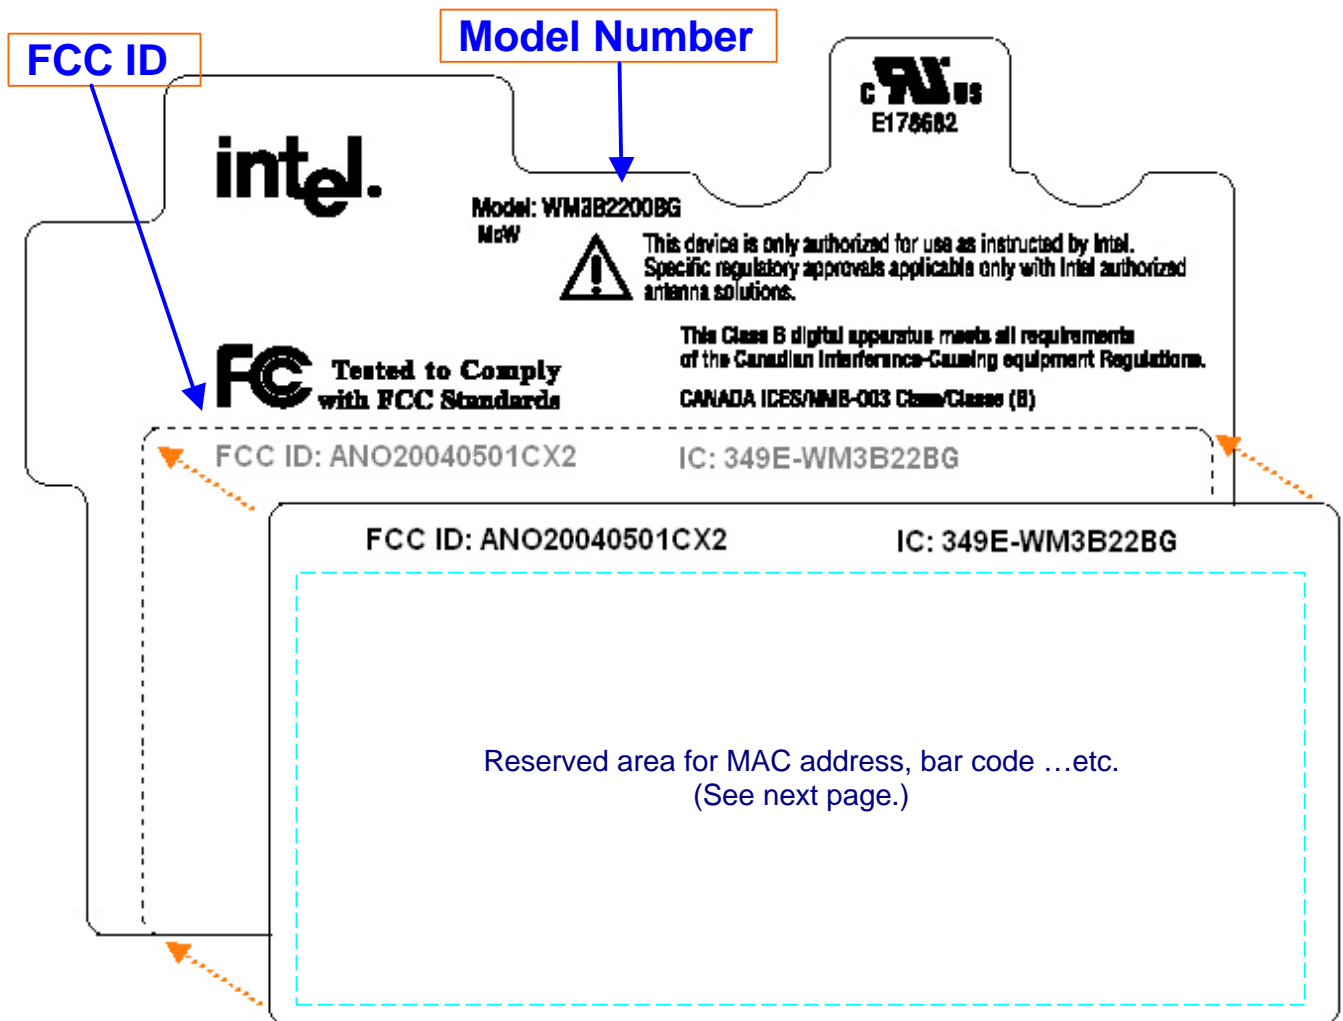 FCC ID
Model Number
intel.
C RU US
E178682
Model: WM3B2200BG
MoW
This device is only authorized for use as instructed by Intel.
Specific regulatory approvals applicable only with Intel authorized
antenna solutions.
This Class B digital apparatus meets all requirements
of the Canadian Interference-Causing equipment Regulations.
CANADA ICES/NMB-003 Class/Classe (B)
FC Tested to Comply
with FCC Standards
FCC ID: ANO20040501CX2 IC: 349E-WM3B22BG
FCC ID: ANO20040501CX2 IC: 349E-WM3B22BG
Reserved area for MAC address, bar code …etc.
(See next page.)